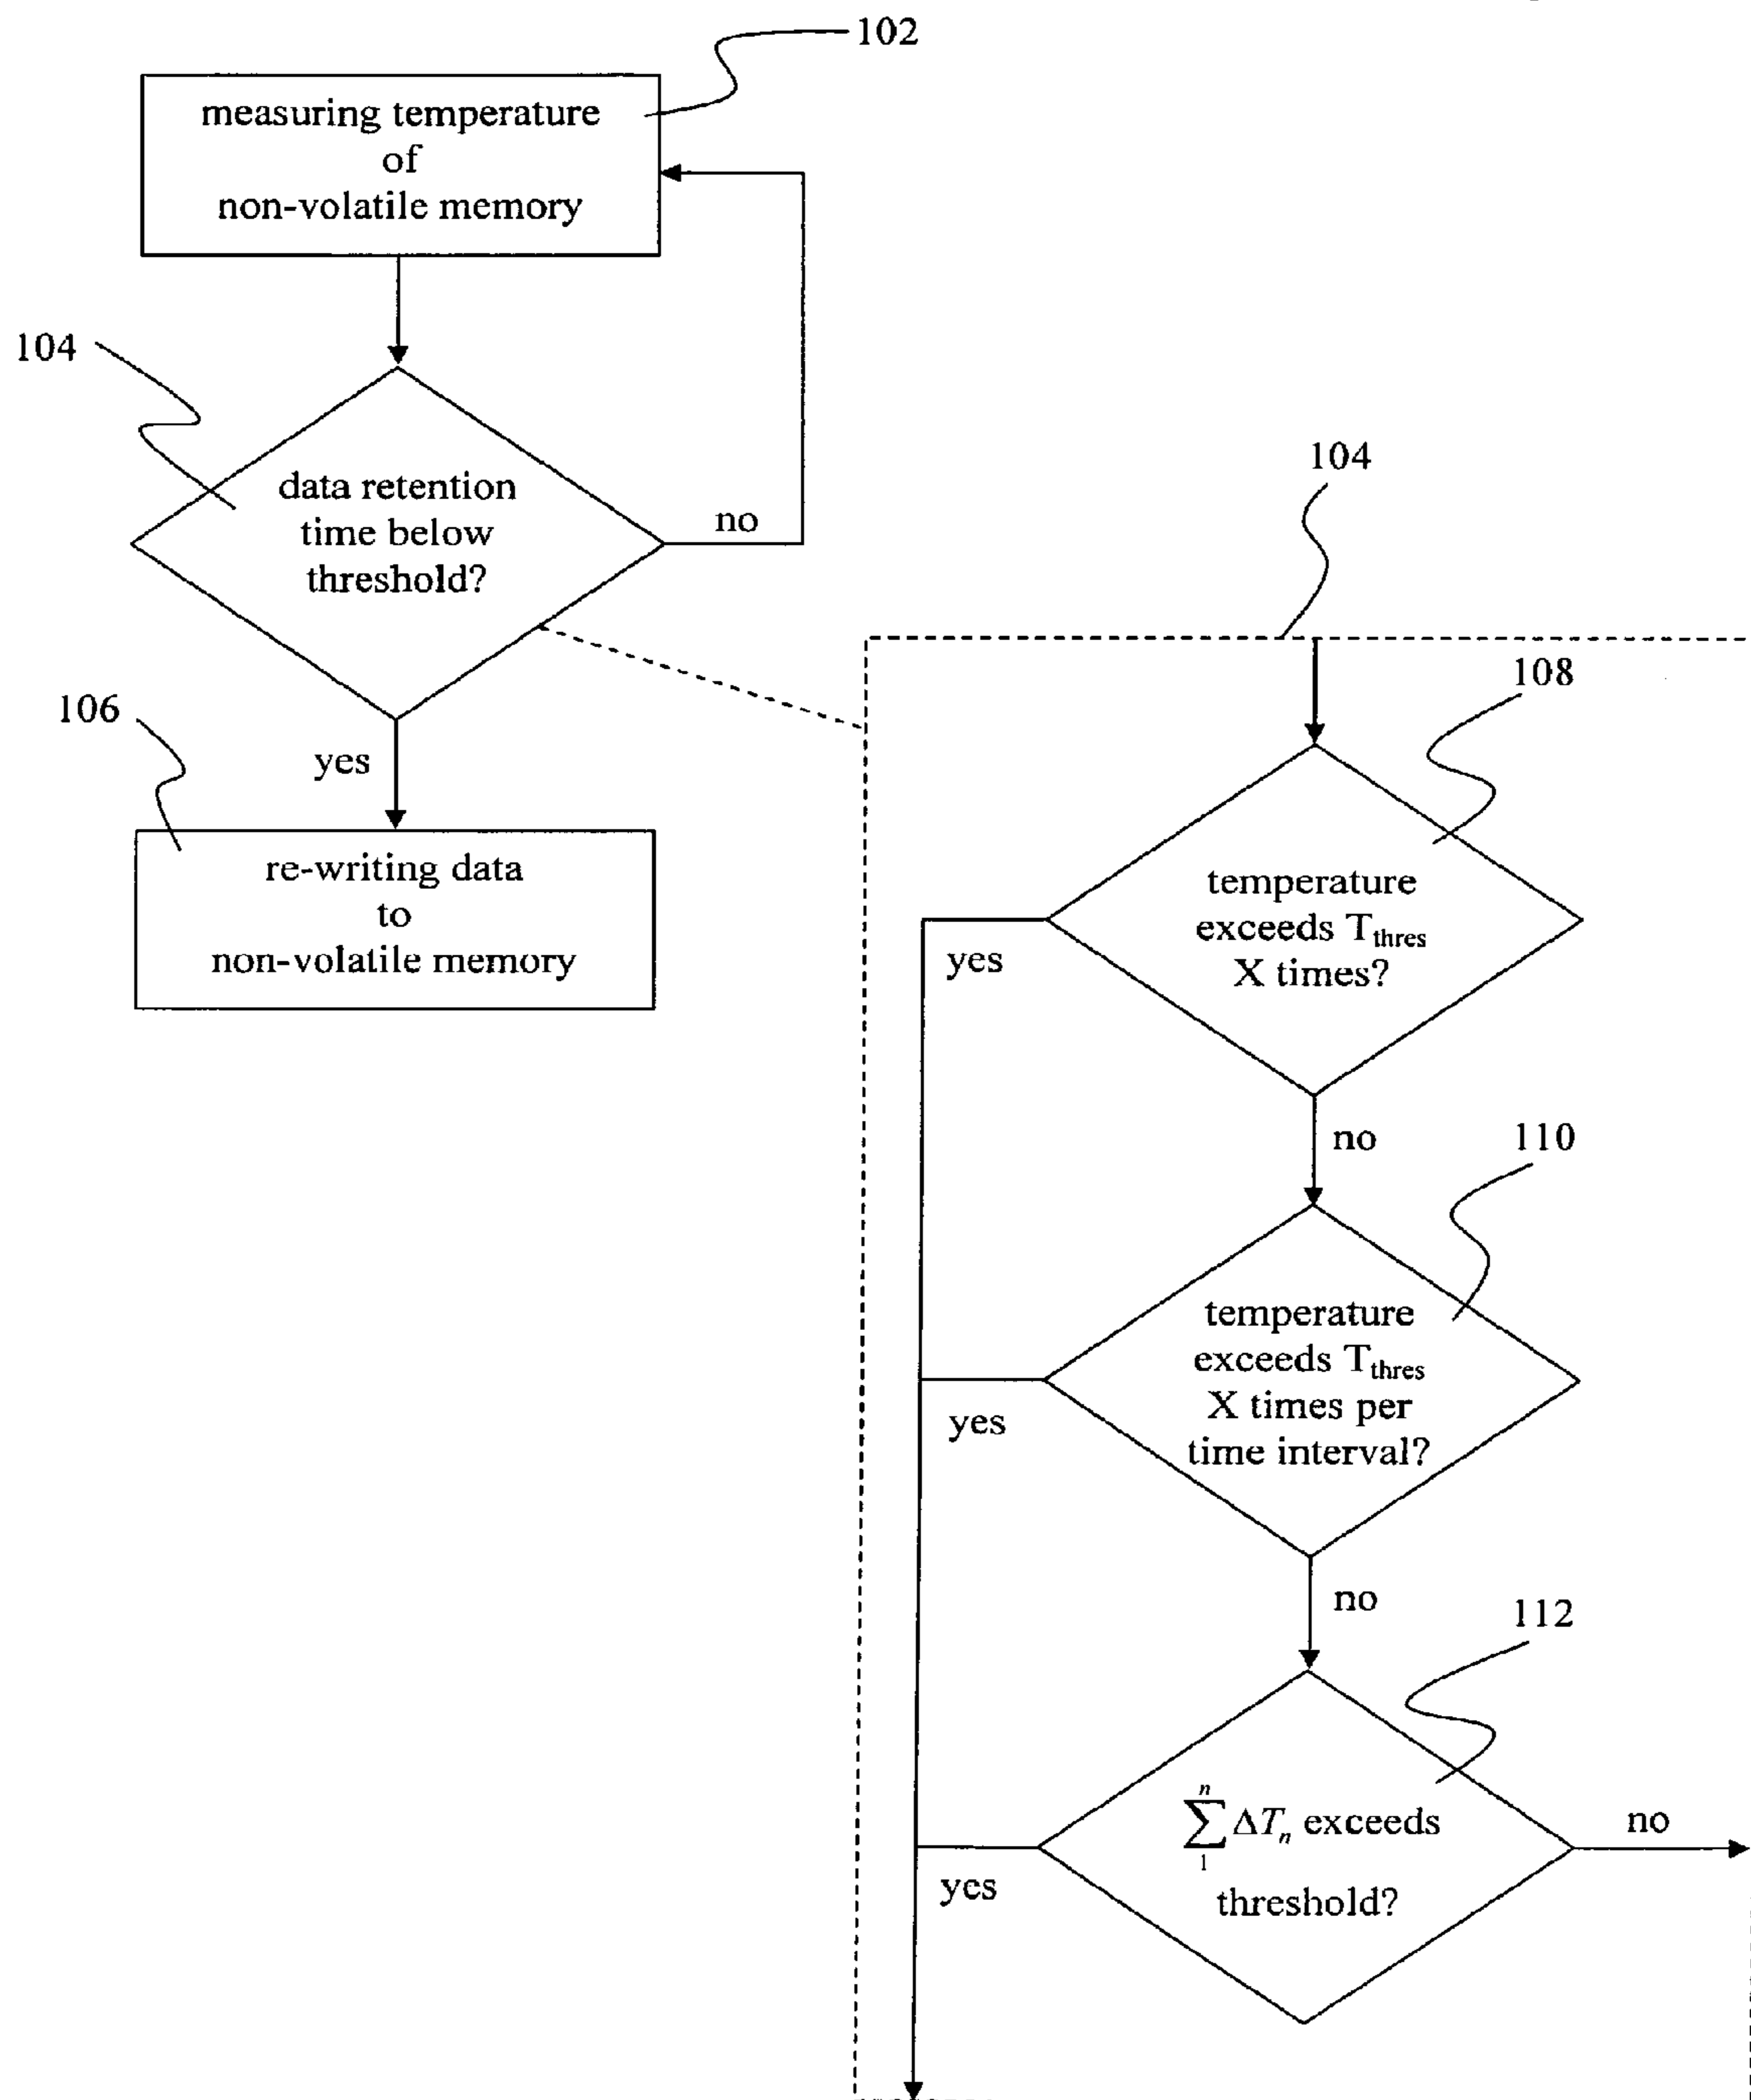 102
measuring temperature
of
non-volatile memory
104
data retention
time below
threshold?
no
yes
106
re-writing data
to
non-volatile memory
104
108
temperature
exceeds T_thres
X times?
yes
no
110
temperature
exceeds T_thres
X times per
time interval?
yes
no
112
n
∑ ΔT_n exceeds
1
threshold?
yes
no